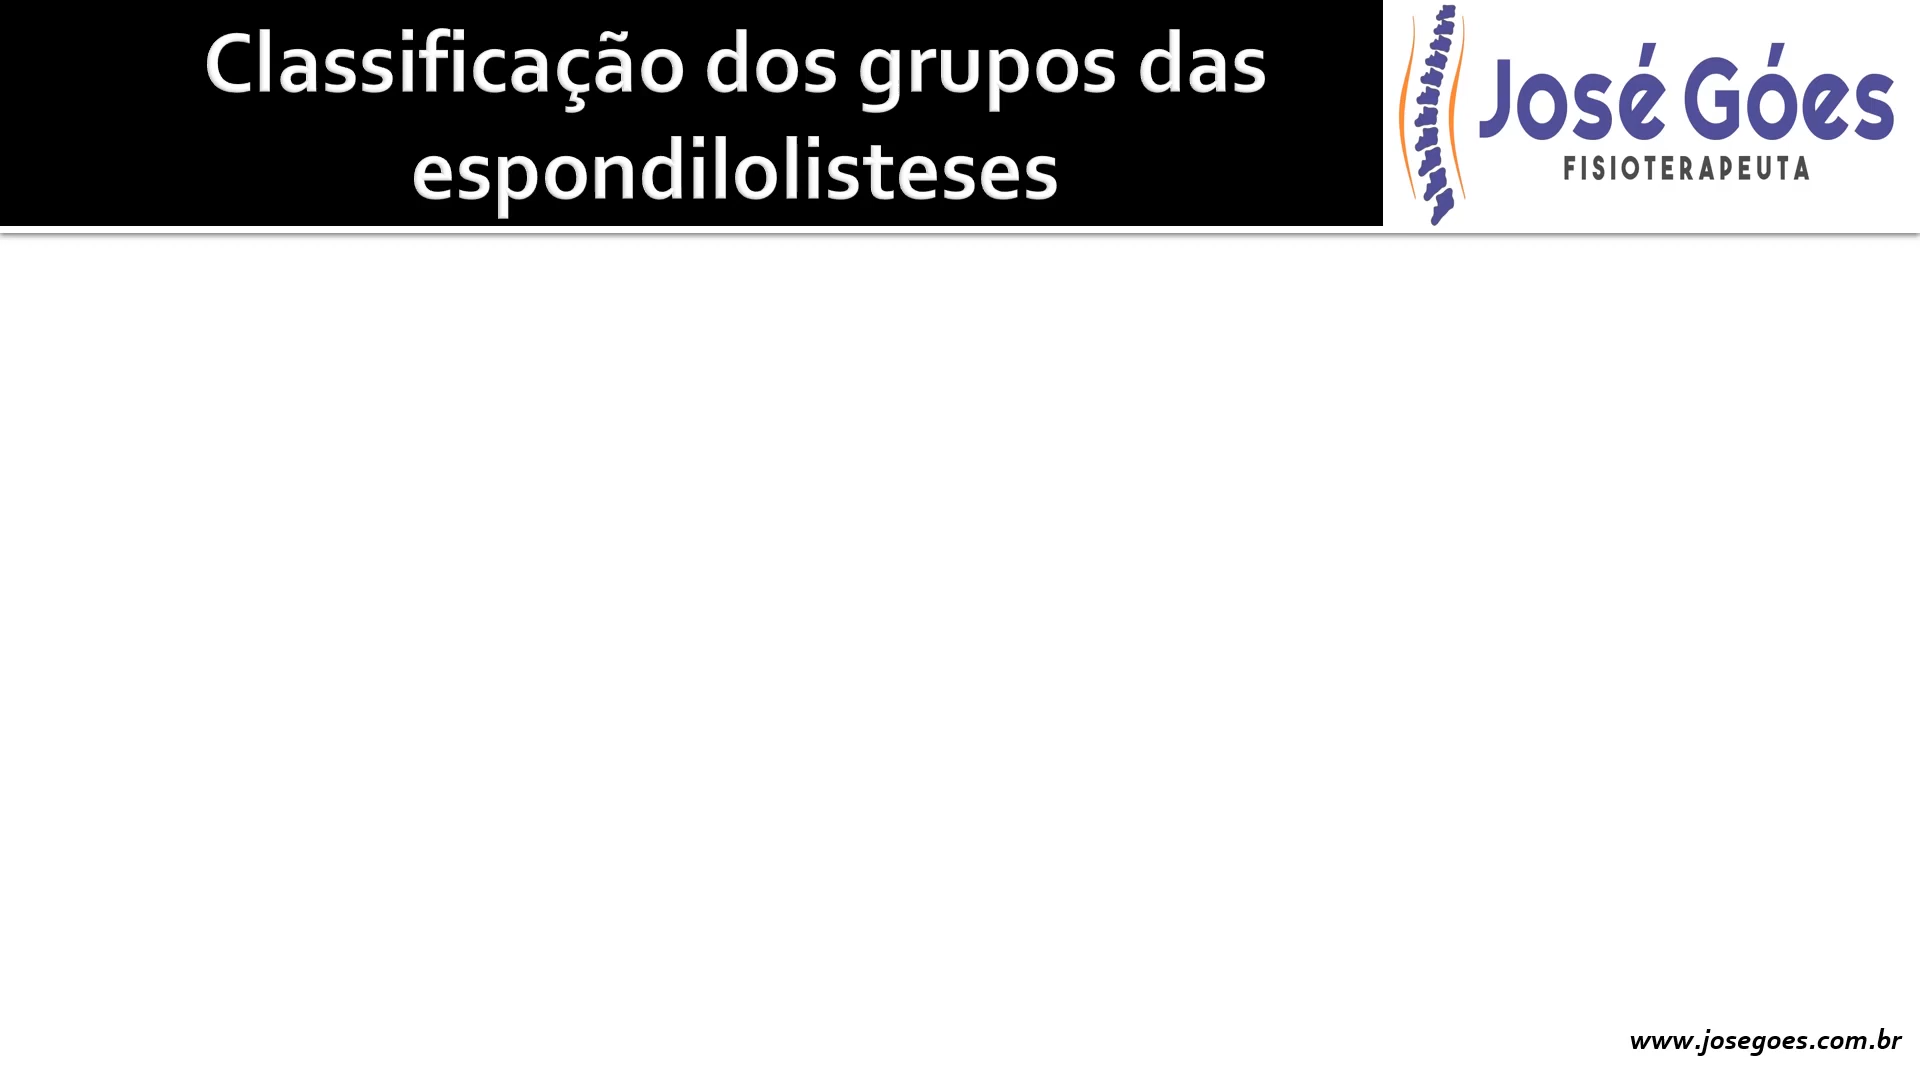 Classificação dos grupos das
espondilolisteses
José Góes
FISIOTERAPEUTA
www.josegoes.com.br